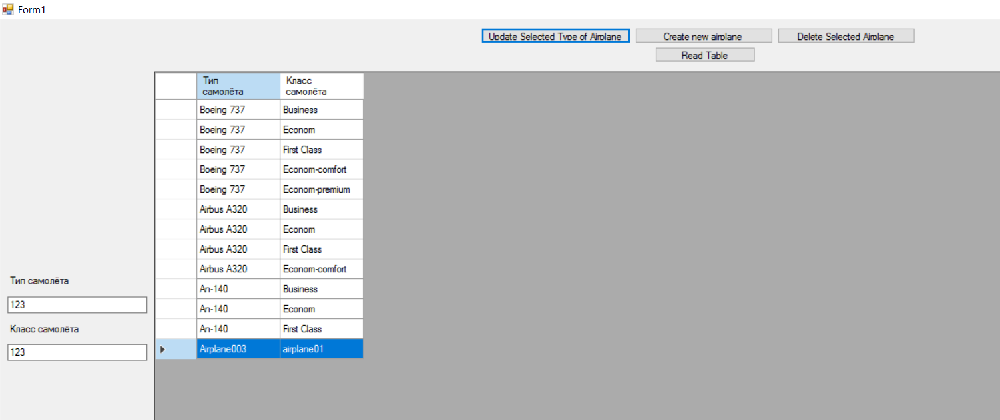 Form1
Update Selected Type of Airplane
Create new airplane
Delete Selected Airplane
Read Table
Тип самолёта
123
Класс самолёта
123
Тип
самолёта
Класс
самолёта
Boeing 737 Business
Boeing 737 Econom
Boeing 737 First Class
Boeing 737 Econom-comfort
Boeing 737 Econom-premium
Airbus A320 Business
Airbus A320 Econom
Airbus A320 First Class
Airbus A320 Econom-comfort
An-140 Business
An-140 Econom
An-140 First Class
Airplane003 airplane01